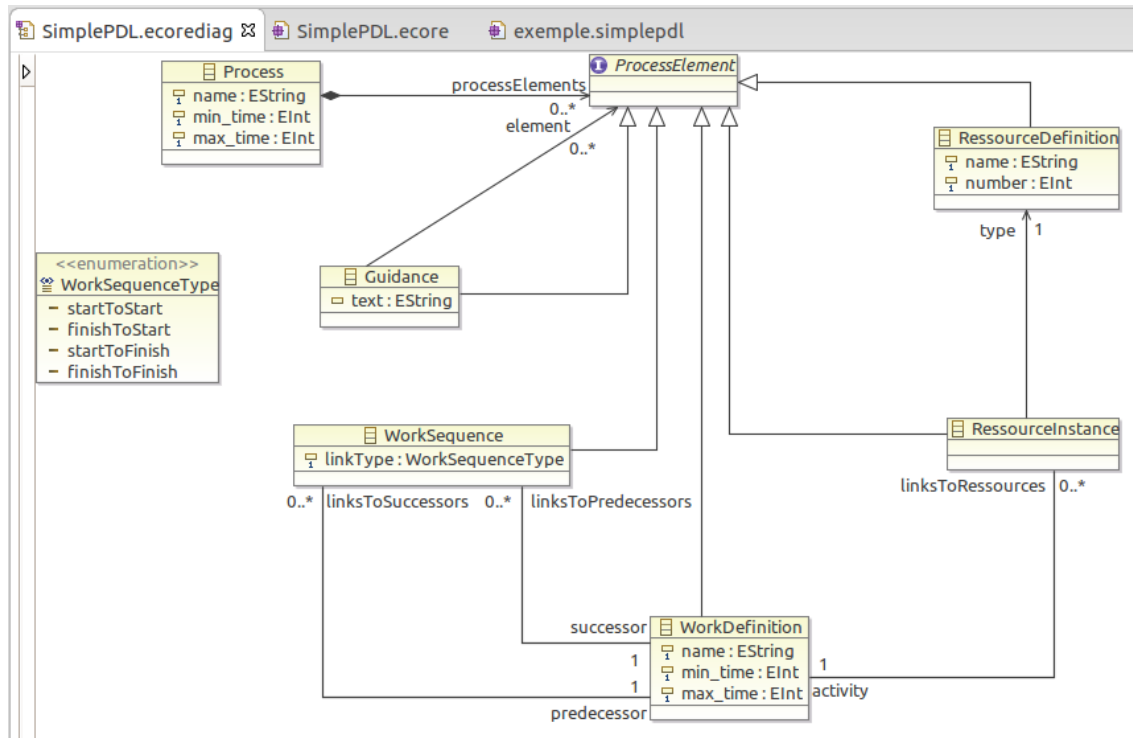 SimplePDL.ecorediag
SimplePDL.ecore
exemple.simplepdl
Process
name : EString
min_time : EInt
max_time : EInt
processElements
0..*
ProcessElement
element
0..*
RessourceDefinition
name : EString
number : EInt
type
1
<<enumeration>>
WorkSequenceType
startToStart
finishToStart
startToFinish
finishToFinish
Guidance
text : EString
WorkSequence
linkType : WorkSequenceType
0..*
linksToSuccessors
0..*
linksToPredecessors
RessourceInstance
linksToRessources
0..*
successor
1
1
predecessor
WorkDefinition
name : EString
min_time : EInt
max_time : EInt
1
activity